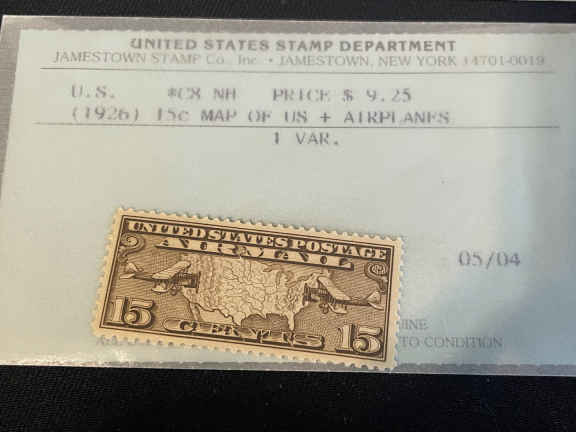 UNITED STATES STAMP DEPARTMENT
JAMESTOWN STAMP Co., Inc. • JAMESTOWN, NEW YORK 14701-0019
U.S. *C8 NH PRICE $ 9.25
(1926) 15c MAP OF US + AIRPLANES
1 VAR.
UNITED STATES POSTAGE
AIR MAIL
05/04
15 CENTS 15
INE
TO CONDITION